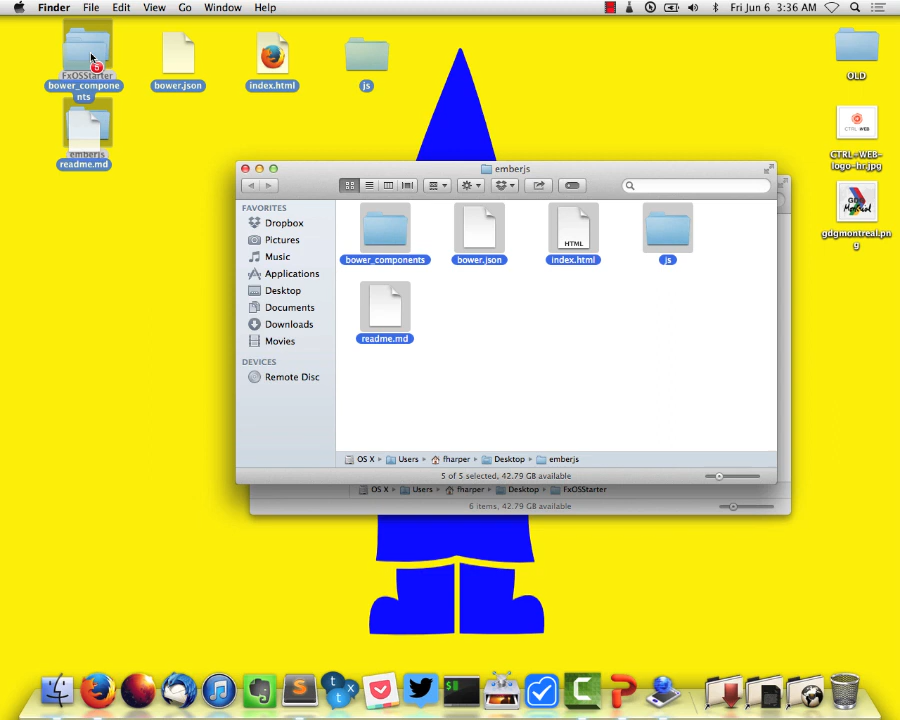 Finder File Edit View Go Window Help
Fri Jun 6 3:36 AM
5
FxOSStarter
bower_compone
nts
bower.json
index.html
js
emberjs
readme.md
OLD
CTRL WEB
CTRL-WEB-
logo-hr.jpg
gdgmontreal.pn
g
emberjs
FAVORITES
Dropbox
Pictures
Music
Applications
Desktop
Documents
Downloads
Movies
DEVICES
Remote Disc
bower_components
bower.json
HTML
index.html
js
readme.md
OS X ▸ Users ▸ fharper ▸ Desktop ▸ emberjs
5 of 5 selected, 42.79 GB available
OS X ▸ Users ▸ fharper ▸ Desktop ▸ FxOSStarter
6 items, 42.79 GB available